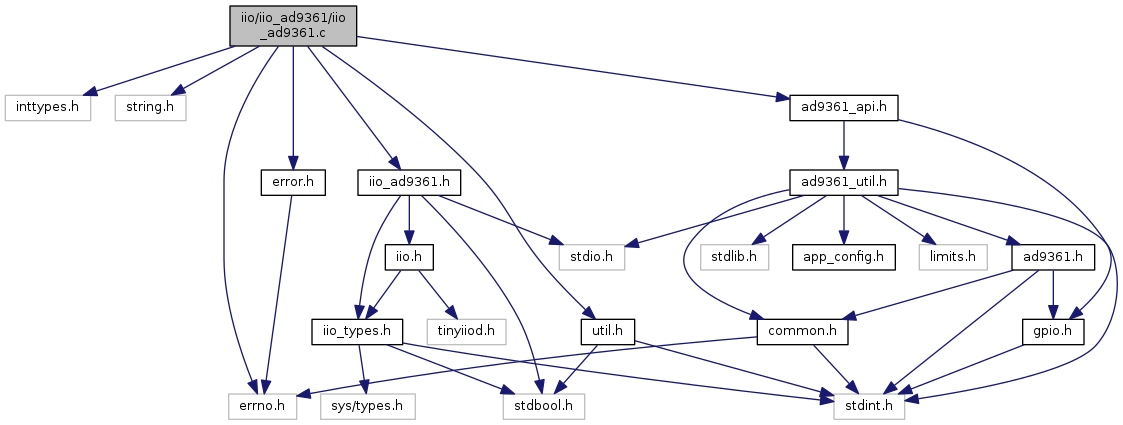 iio/iio_ad9361/iio
_ad9361.c
inttypes.h
string.h
ad9361_api.h
error.h
iio_ad9361.h
ad9361_util.h
iio.h
stdio.h
stdlib.h
app_config.h
limits.h
ad9361.h
iio_types.h
tinyiiod.h
util.h
common.h
gpio.h
errno.h
sys/types.h
stdbool.h
stdint.h